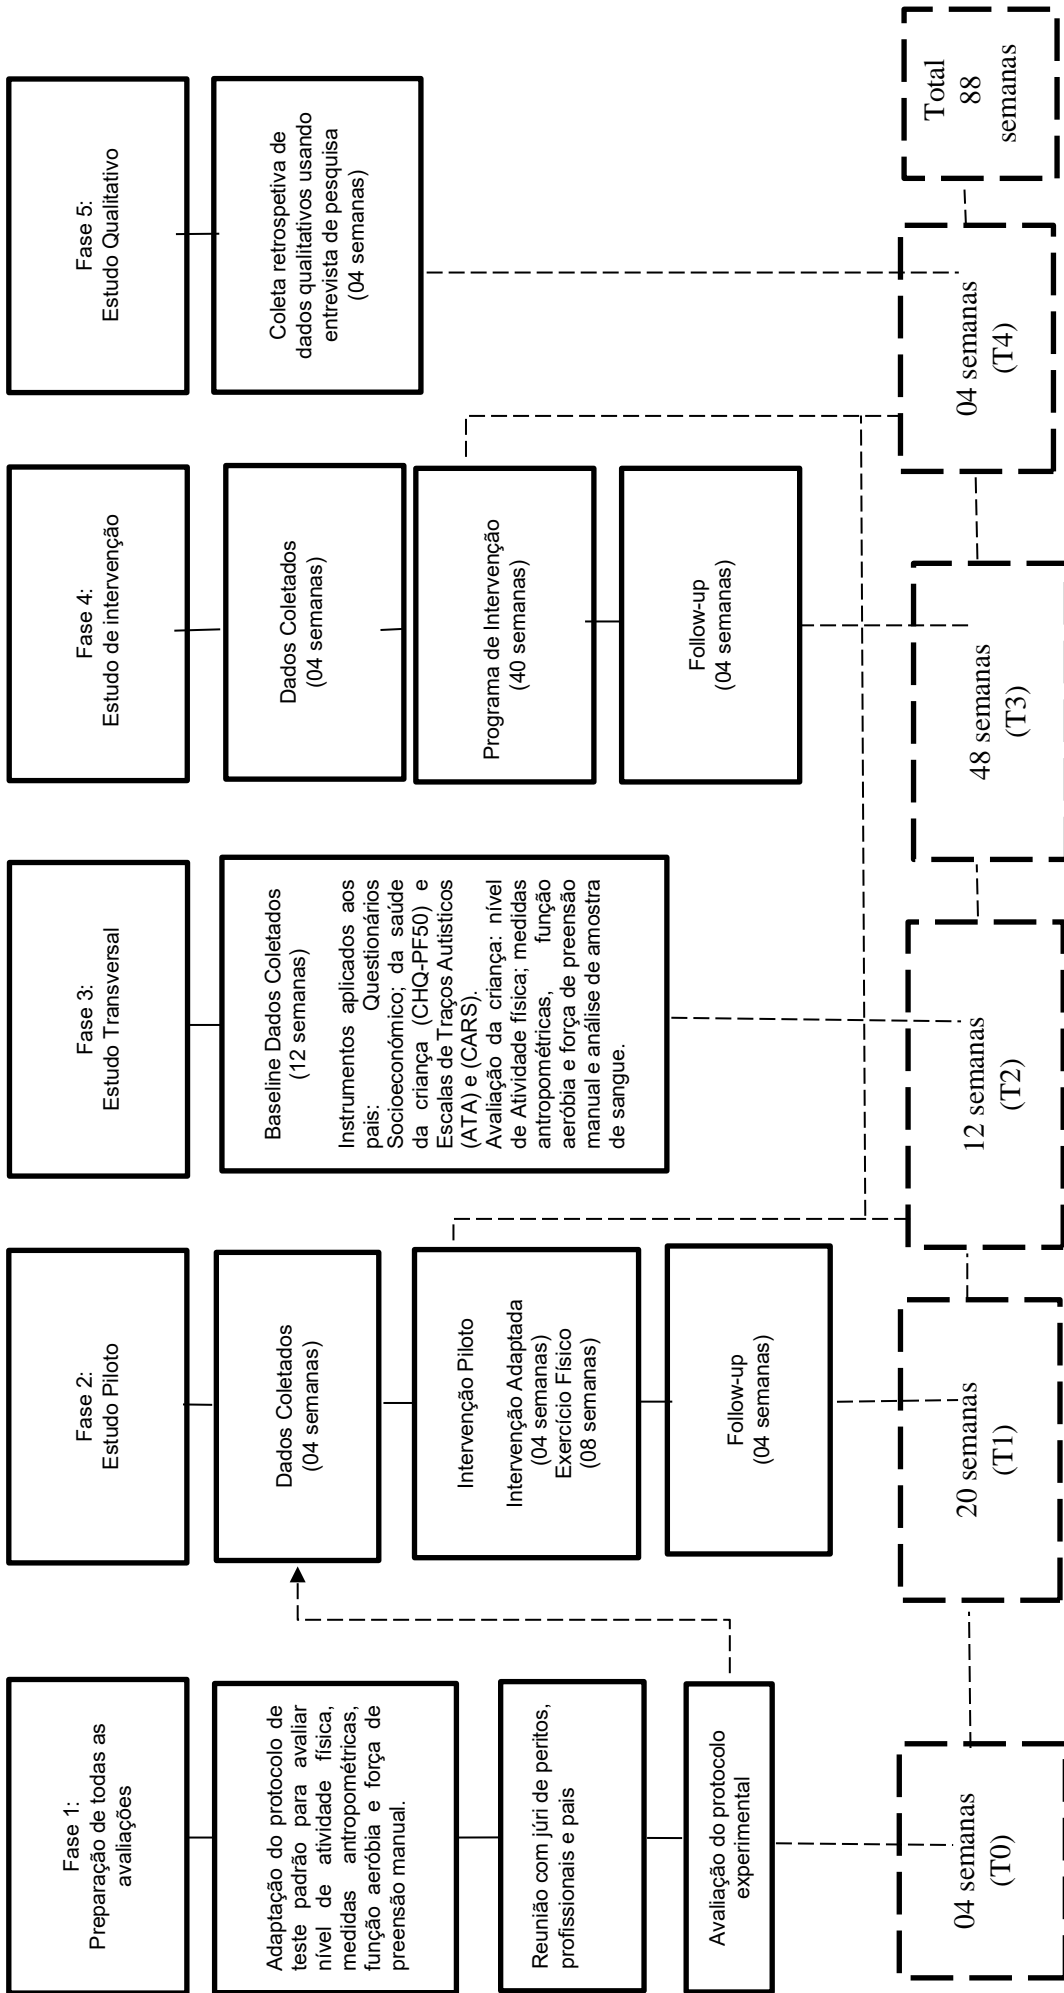 Fase 1:
Preparação de todas as
avaliações
Adaptação do protocolo de
teste padrão para avaliar
nível de atividade física,
medidas antropométricas,
função aeróbia e força de
preensão manual.
Reunião com júri de peritos,
profissionais e pais
Avaliação do protocolo
experimental
04 semanas
(T0)
Fase 2:
Estudo Piloto
Dados Coletados
(04 semanas)
Intervenção Piloto
Intervenção Adaptada
(04 semanas)
Exercício Físico
(08 semanas)
Follow-up
(04 semanas)
20 semanas
(T1)
Fase 3:
Estudo Transversal
Baseline Dados Coletados
(12 semanas)
Instrumentos aplicados aos
pais: Questionários
Socioeconómico; da saúde
da criança (CHQ-PF50) e
Escalas de Traços Autisticos
(ATA) e (CARS).
Avaliação da criança: nível
de Atividade física; medidas
antropométricas, função
aeróbia e força de preensão
manual e análise de amostra
de sangue.
12 semanas
(T2)
Fase 4:
Estudo de intervenção
Dados Coletados
(04 semanas)
Programa de Intervenção
(40 semanas)
Follow-up
(04 semanas)
48 semanas
(T3)
Fase 5:
Estudo Qualitativo
Coleta retrospetiva de
dados qualitativos usando
entrevista de pesquisa
(04 semanas)
04 semanas
(T4)
Total
88
semanas